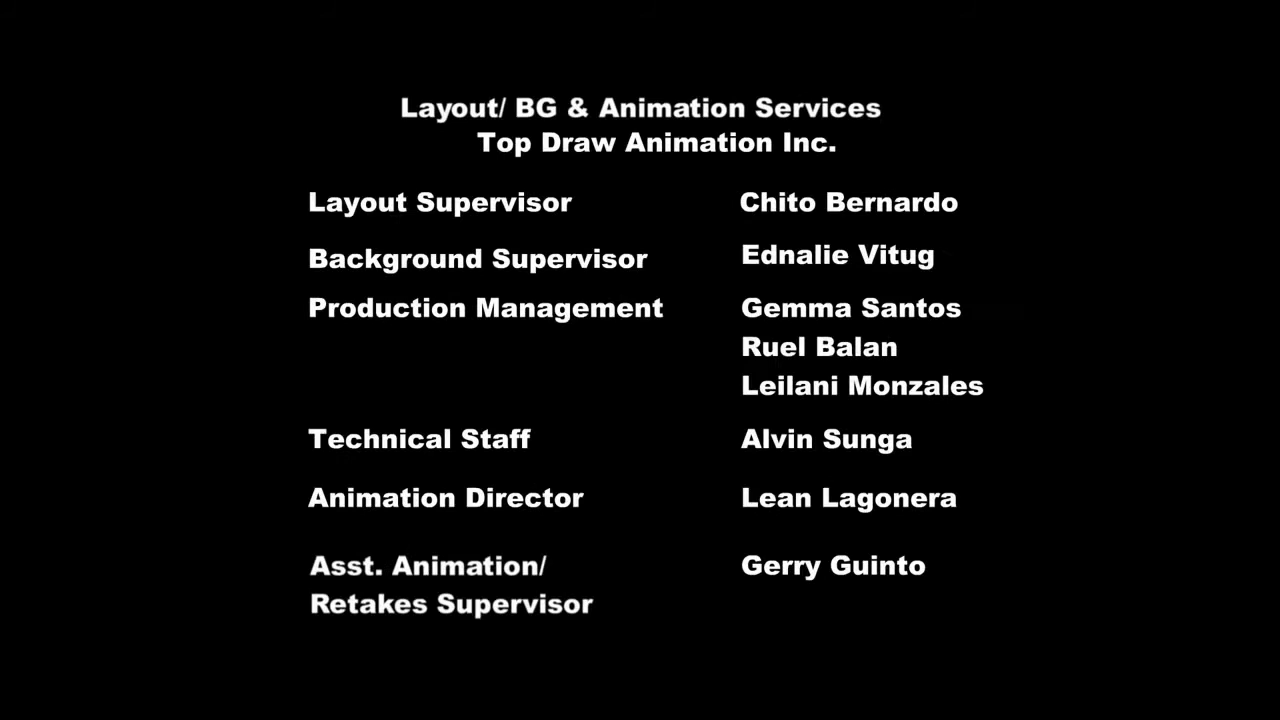 Layout/ BG & Animation Services
Top Draw Animation Inc.
Layout Supervisor Chito Bernardo
Background Supervisor Ednalie Vitug
Production Management Gemma Santos
Ruel Balan
Leilani Monzales
Technical Staff Alvin Sunga
Animation Director Lean Lagonera
Asst. Animation/ Gerry Guinto
Retakes Supervisor